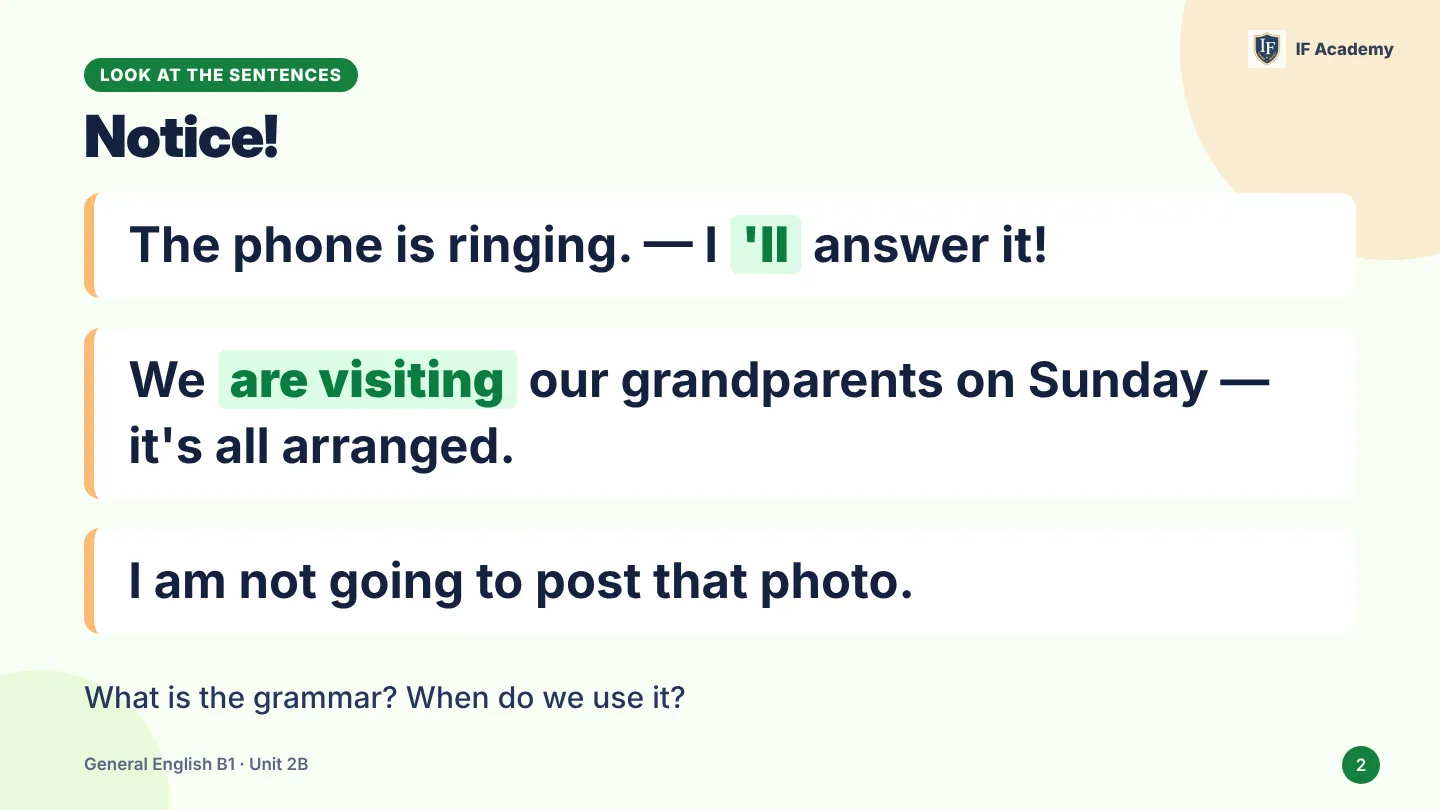 IF
IF Academy
LOOK AT THE SENTENCES
Notice!
The phone is ringing. — I 'll answer it!
We are visiting our grandparents on Sunday —
it's all arranged.
I am not going to post that photo.
What is the grammar? When do we use it?
General English B1 · Unit 2B
2